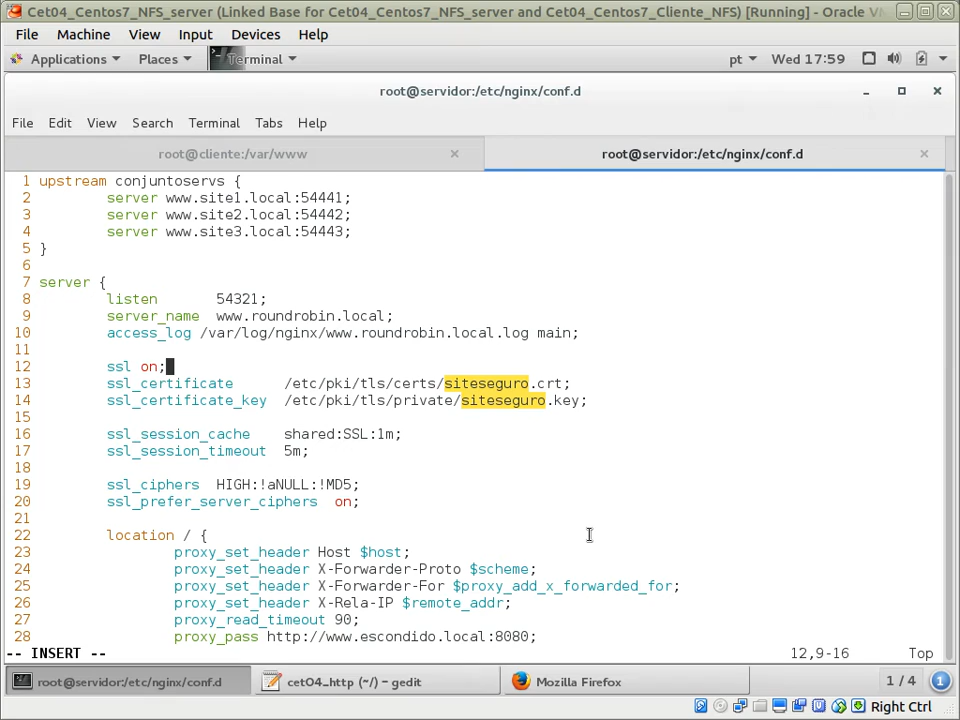 Cet04_Centos7_NFS_server (Linked Base for Cet04_Centos7_NFS_server and Cet04_Centos7_Cliente_NFS) [Running] - Oracle VM
File Machine View Input Devices Help
Applications Places Terminal pt Wed 17:59
root@servidor:/etc/nginx/conf.d
File Edit View Search Terminal Tabs Help
root@cliente:/var/www root@servidor:/etc/nginx/conf.d
1 upstream conjuntoservs {
2 server www.site1.local:54441;
3 server www.site2.local:54442;
4 server www.site3.local:54443;
5 }
6
7 server {
8 listen 54321;
9 server_name www.roundrobin.local;
10 access_log /var/log/nginx/www.roundrobin.local.log main;
11
12 ssl on;
13 ssl_certificate /etc/pki/tls/certs/siteseguro.crt;
14 ssl_certificate_key /etc/pki/tls/private/siteseguro.key;
15
16 ssl_session_cache shared:SSL:1m;
17 ssl_session_timeout 5m;
18
19 ssl_ciphers HIGH:!aNULL:!MD5;
20 ssl_prefer_server_ciphers on;
21
22 location / {
23 proxy_set_header Host $host;
24 proxy_set_header X-Forwarder-Proto $scheme;
25 proxy_set_header X-Forwarder-For $proxy_add_x_forwarded_for;
26 proxy_set_header X-Rela-IP $remote_addr;
27 proxy_read_timeout 90;
28 proxy_pass http://www.escondido.local:8080;
-- INSERT -- 12,9-16 Top
root@servidor:/etc/nginx/conf.d cet04_http (~/) - gedit Mozilla Firefox 1 / 4 1
Right Ctrl